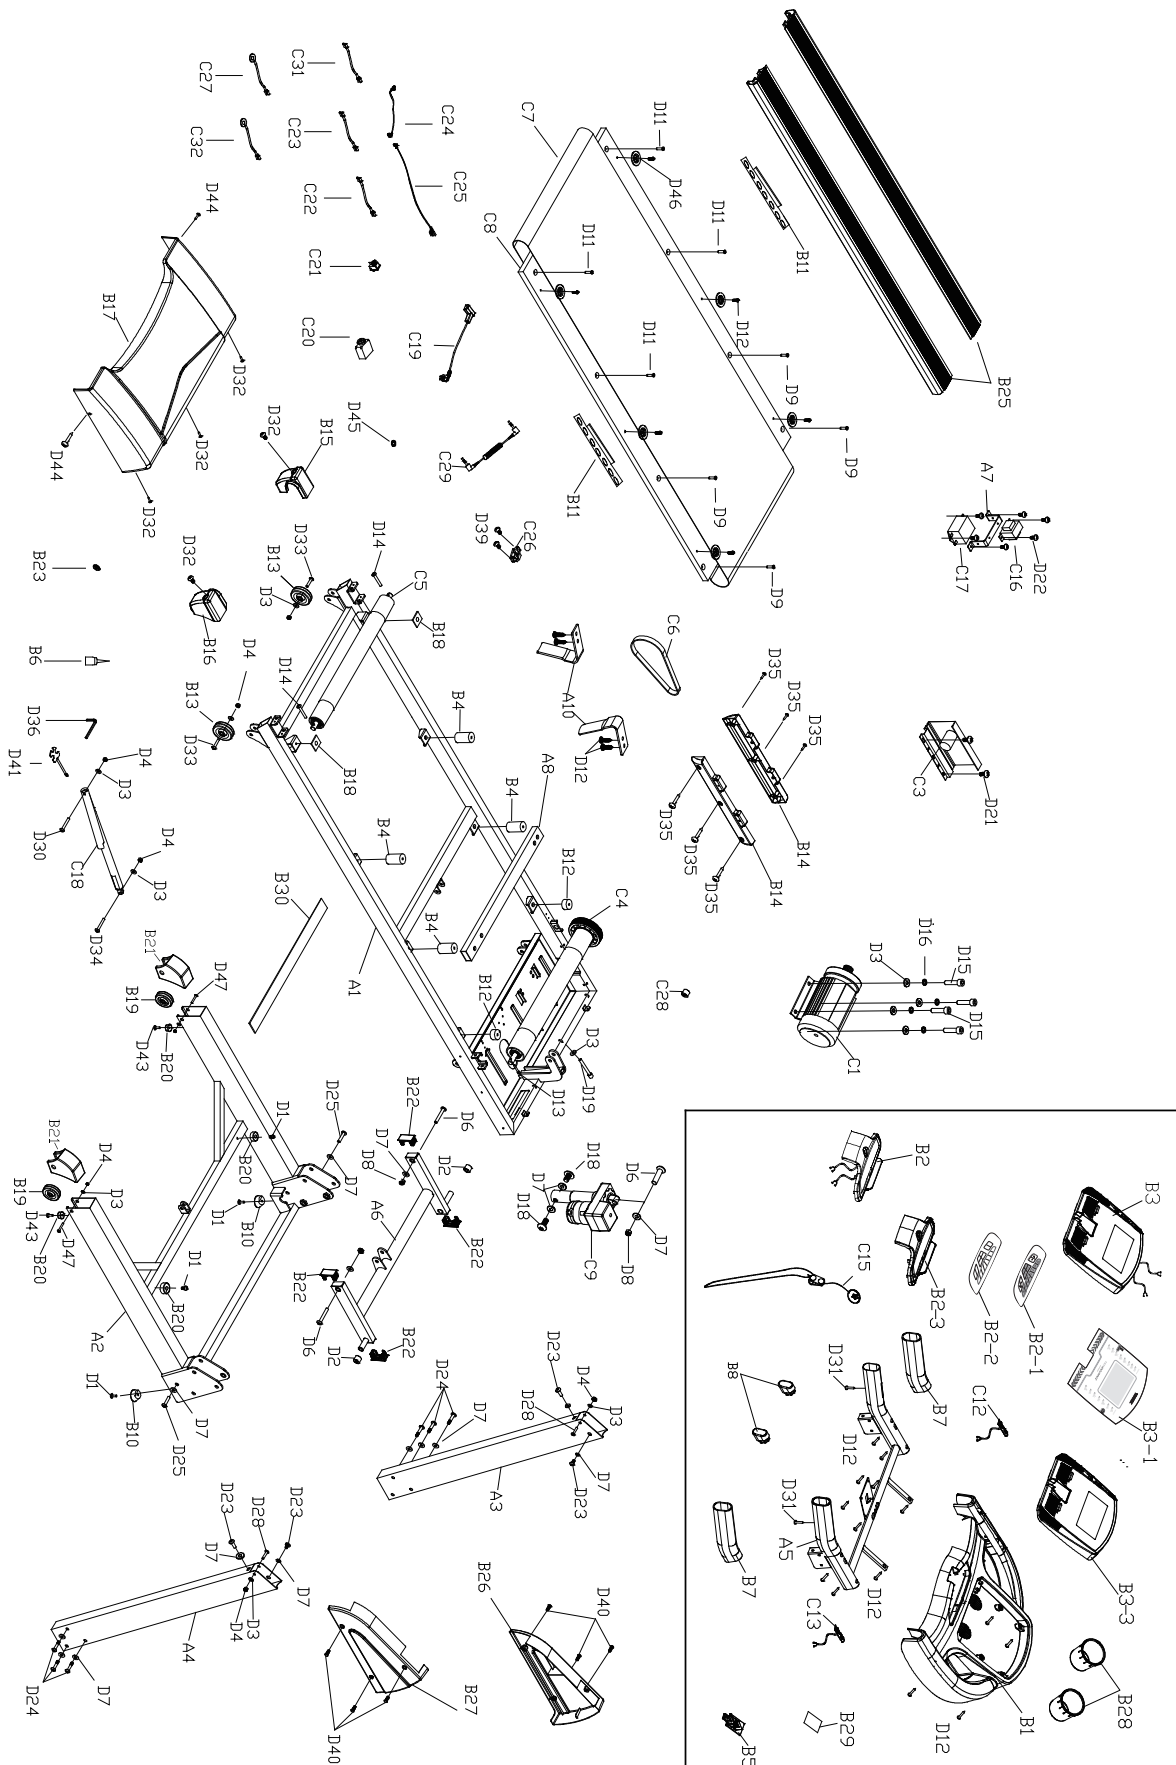 C27
C31
C32
C23
C24
C22
C25
C7
D11
D46
D11
B11
C8
D11
D12
D44
C21
B17
C20
C19
D11
D9
B25
D32
D45
D32
B15
D32
D44
C29
B11
D9
D9
A7
D32
D39
C26
D9
C17
C16
D22
B23
D32
B16
D33
B13
D3
D14
C5
B18
B6
D4
D14
B13
D33
A10
C6
D35
D35
D35
D36
D41
D4
D3
B18
B4
D12
A8
C3
D21
D30
C18
D4
D3
B4
B4
B12
D35
D35
D35
B14
B14
D34
B30
A1
B4
C4
D3
D16
D15
B21
D47
B19
D43
B20
B12
C28
D15
C1
D3
D19
D13
D1
D25
B22
D6
B21
D4
D3
B19
D43
B20
D47
B20
D1
B10
D7
D7
D8
D2
A6
B22
D18
D6
D1
D18
C9
D8
D7
B2
B3
A2
D1
B20
B22
D6
D2
B22
C15
B2-3
B2-2
B2-1
D1
B10
D7
D25
D24
D7
D23
D4
D28
D3
D31
B7
B8
C12
B3-1
A3
D7
D23
D12
D31
A5
D23
D7
D28
D23
D7
D3
D4
A4
D24
D7
B26
D40
B7
D12
C13
B3-3
B27
D40
B28
B1
D12
B29
B5